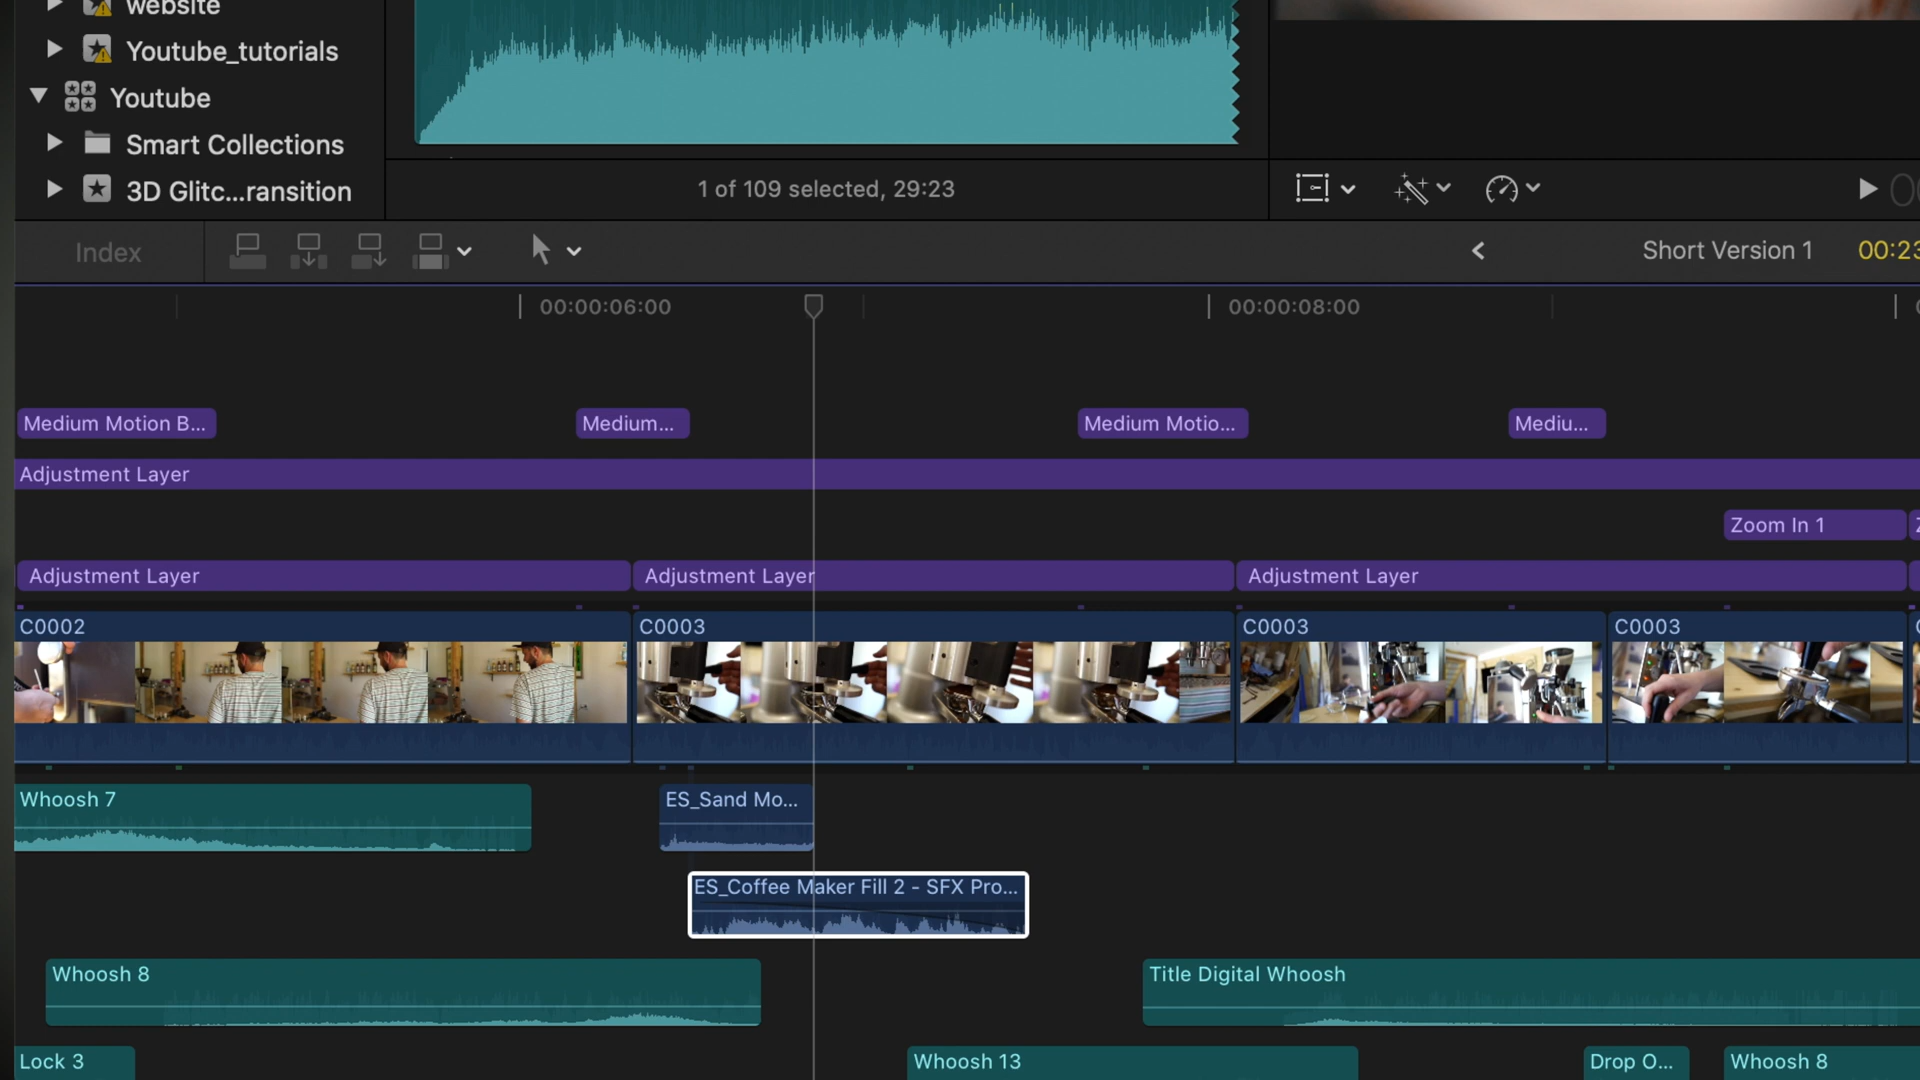 website
Youtube_tutorials
Youtube
Smart Collections
3D Glitc...ransition
1 of 109 selected, 29:23
Index
Short Version 1
00:23
00:00:06:00
00:00:08:00
Medium Motion B...
Medium...
Medium Motio...
Mediu...
Adjustment Layer
Zoom In 1
Adjustment Layer
Adjustment Layer
Adjustment Layer
C0002
C0003
C0003
C0003
Whoosh 7
ES_Sand Mo...
ES_Coffee Maker Fill 2 - SFX Pro...
Whoosh 8
Title Digital Whoosh
Lock 3
Whoosh 13
Drop O...
Whoosh 8